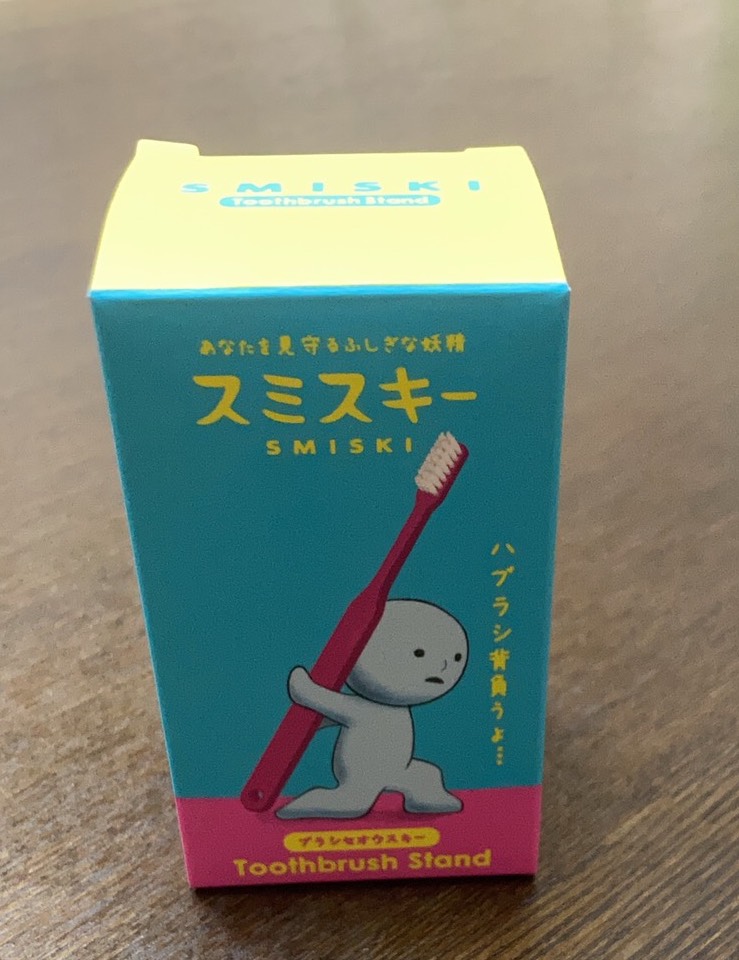 SMISKI
Toothbrush Stand
あなたを見守るふしぎな妖精
スミスキー
SMISKI
ハブラシ背負うよ…
ブラシセオウスキー
Toothbrush Stand